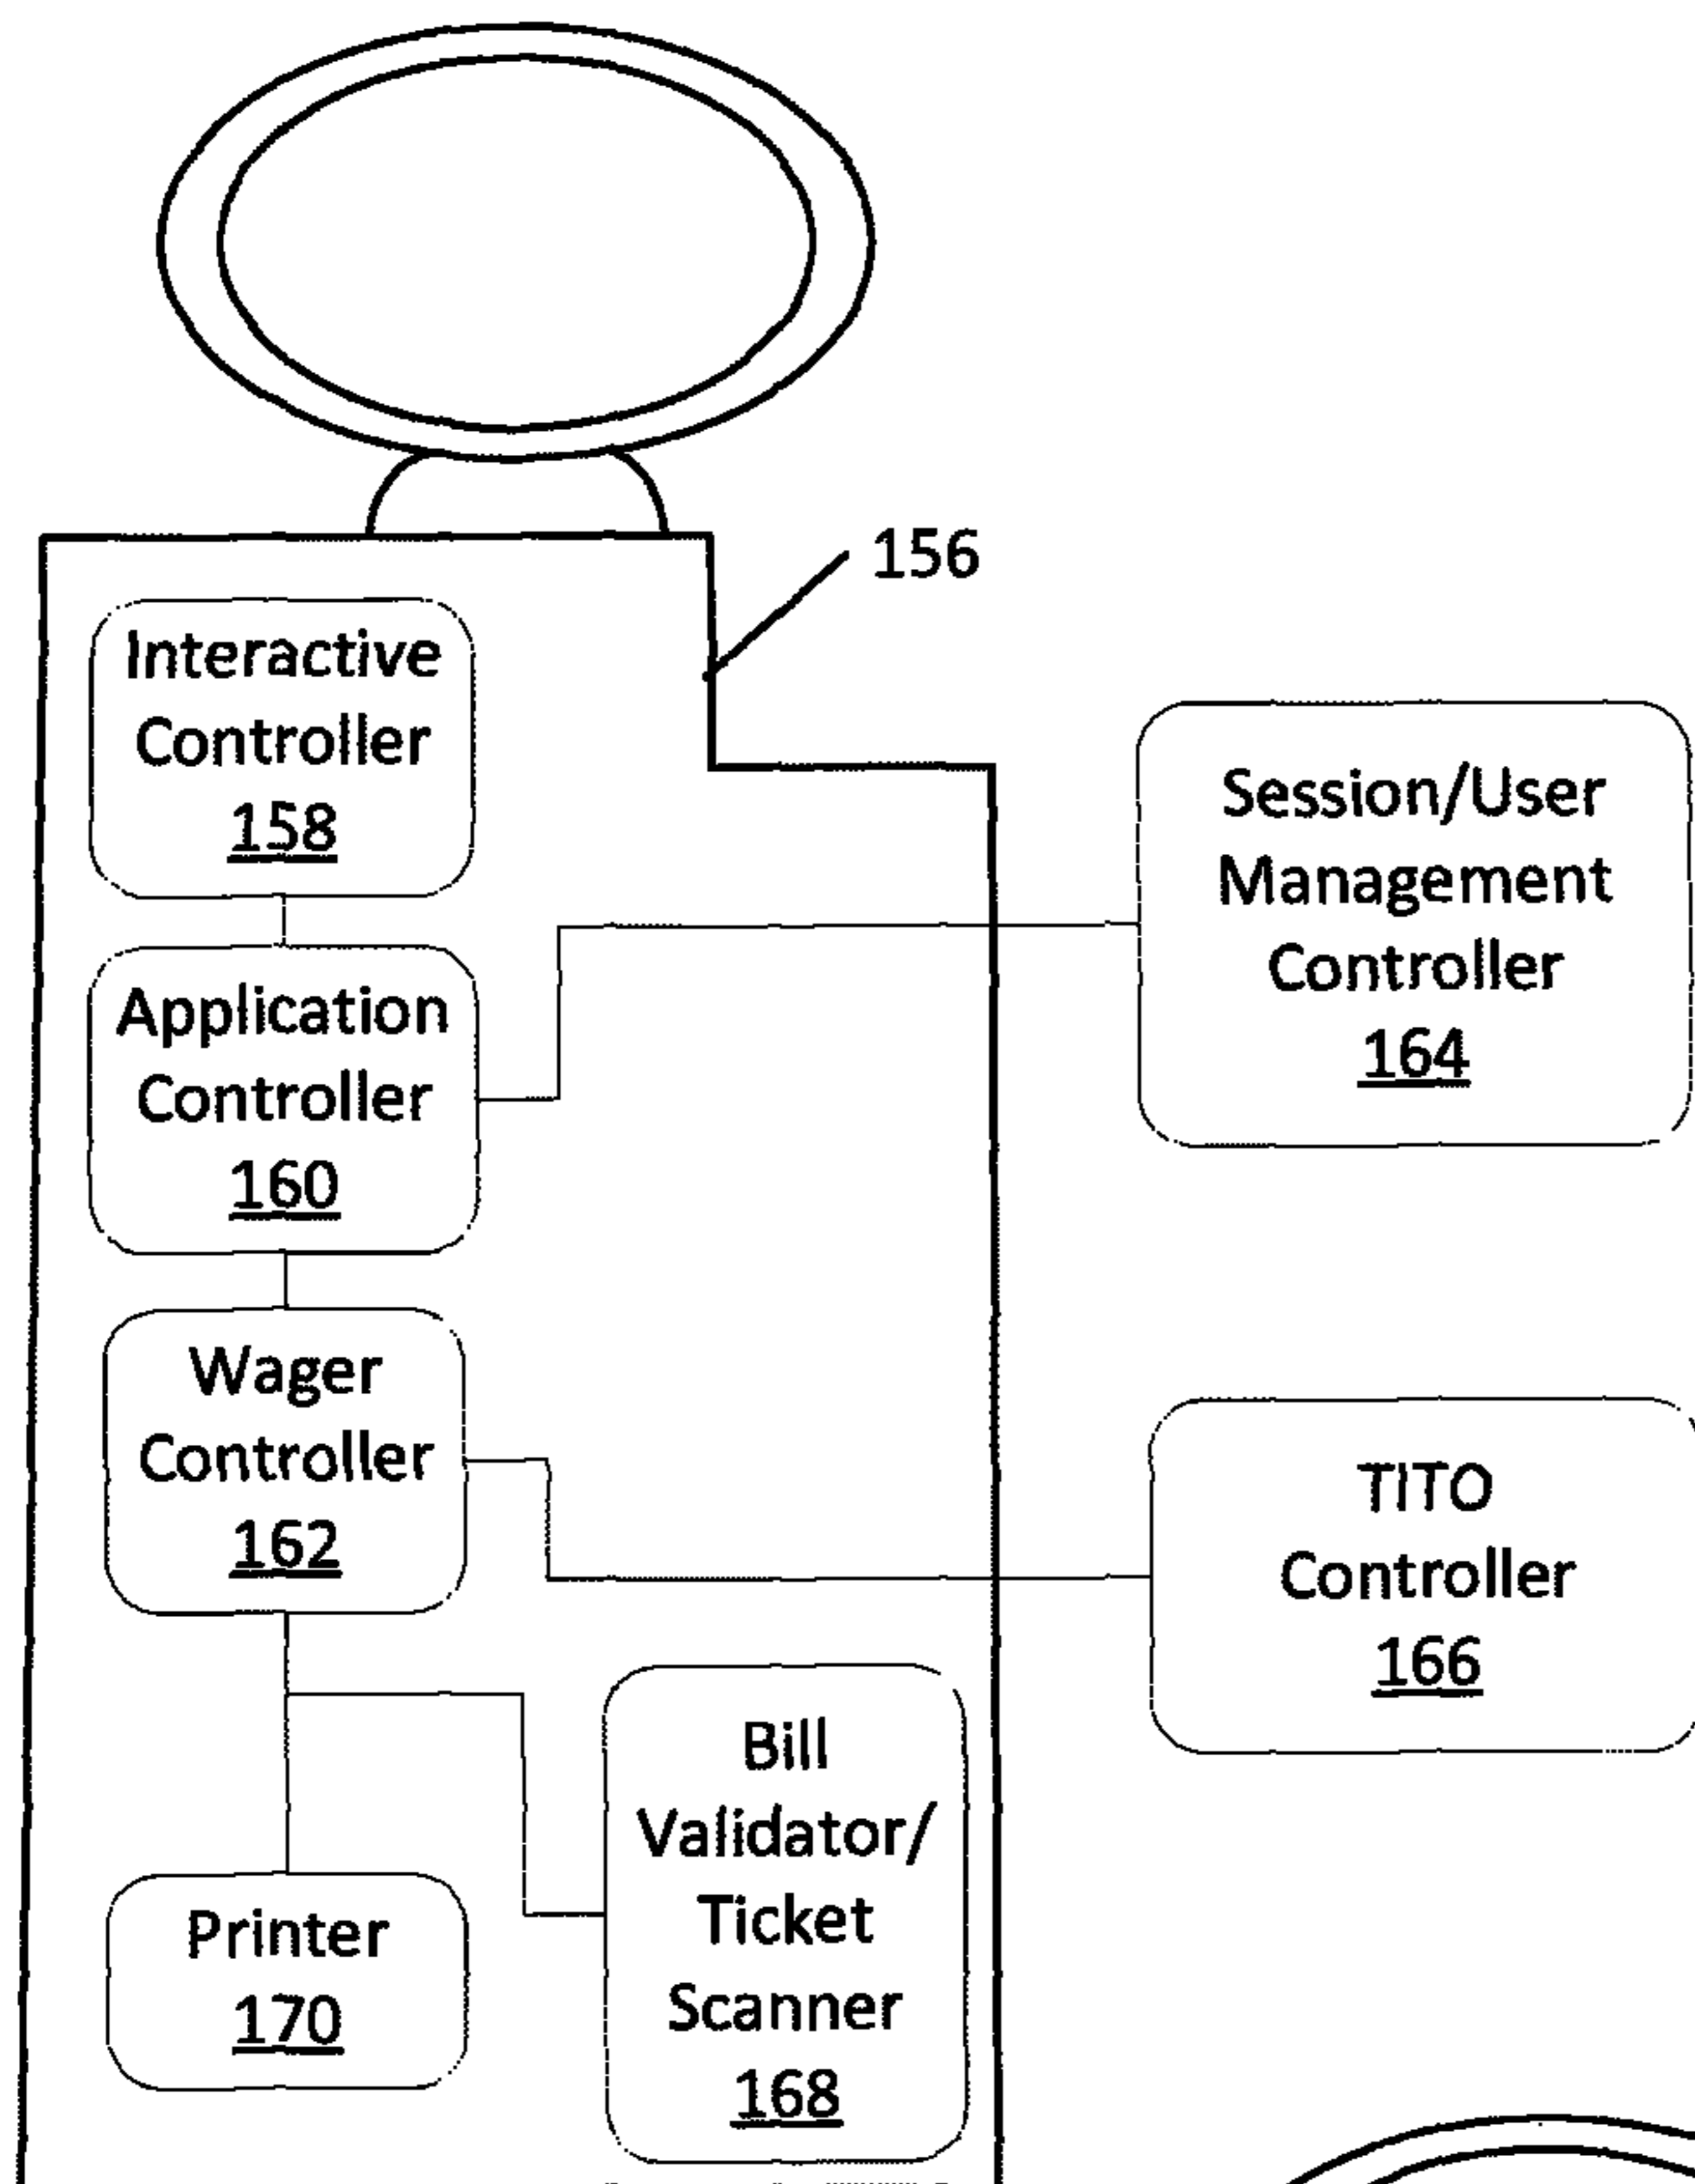 156
Interactive
Controller
158
Session/User
Management
Controller
164
Application
Controller
160
Wager
Controller
162
TITO
Controller
166
Bill
Validator/
Ticket
Scanner
168
Printer
170